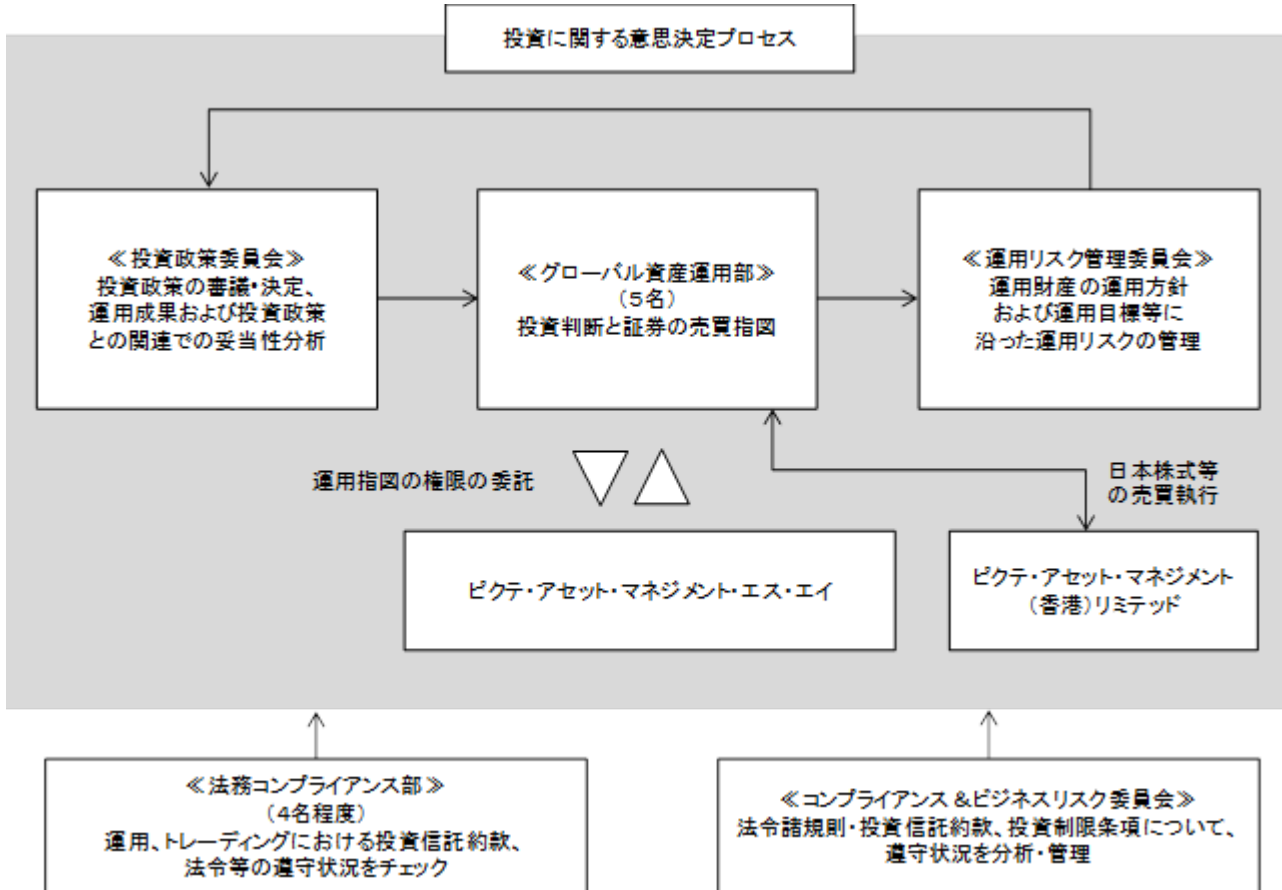 投資に関する意思決定プロセス
≪投資政策委員会≫
投資政策の審議・決定、
運用成果および投資政策
との関連での妥当性分析
≪グローバル資産運用部≫
(5名)
投資判断と証券の売買指図
≪運用リスク管理委員会≫
運用財産の運用方針
および運用目標等に
沿った運用リスクの管理
運用指図の権限の委託
日本株式等
の売買執行
ピクテ・アセット・マネジメント・エス・エイ
ピクテ・アセット・マネジメント
(香港)リミテッド
≪法務コンプライアンス部≫
(4名程度)
運用、トレーディングにおける投資信託約款、
法令等の遵守状況をチェック
≪コンプライアンス&ビジネスリスク委員会≫
法令諸規則・投資信託約款、投資制限条項について、
遵守状況を分析・管理